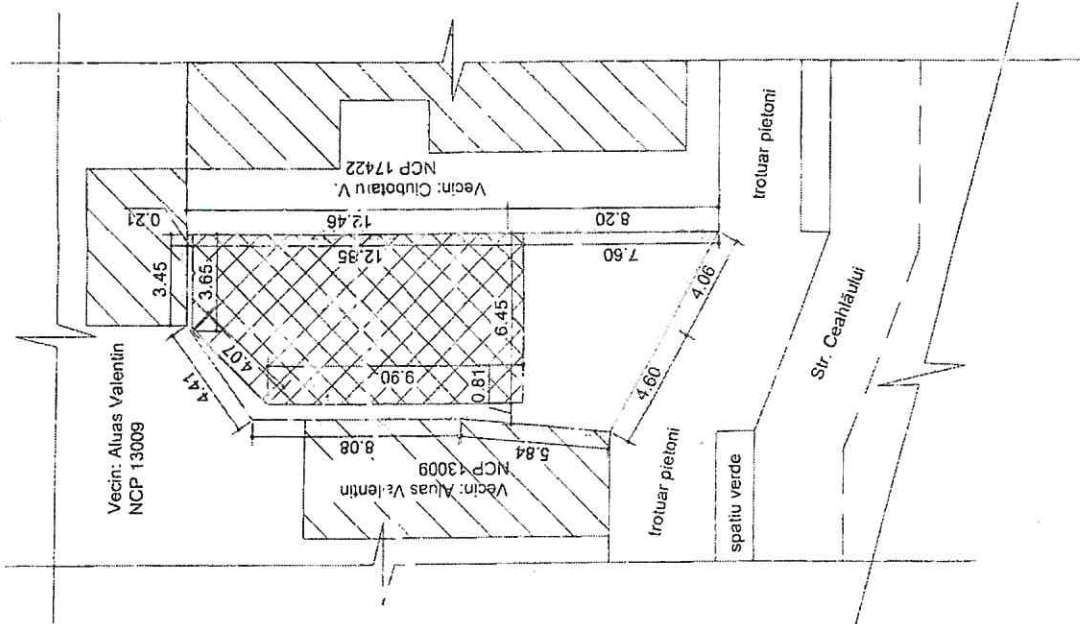 Vecin: Aluas Valentin
NCP 13009
0.21
3.45
3.65
4.41
4.07
12.46
12.85
Vecin: Ciubotaru V.
NCP 17422
9.90
6.45
0.81
8.20
7.60
8.08
5.84
Vecin: Aluas Valentin
NCP 13009
4.06
4.60
trotuar pietoni
trotuar pietoni
spatiu verde
Str. Ceahlăului